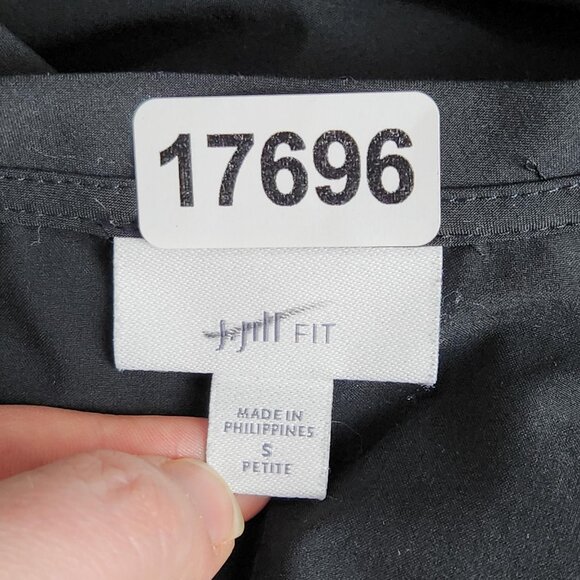 17696
J.Jill FIT
MADE IN
PHILIPPINES
S
PETITE